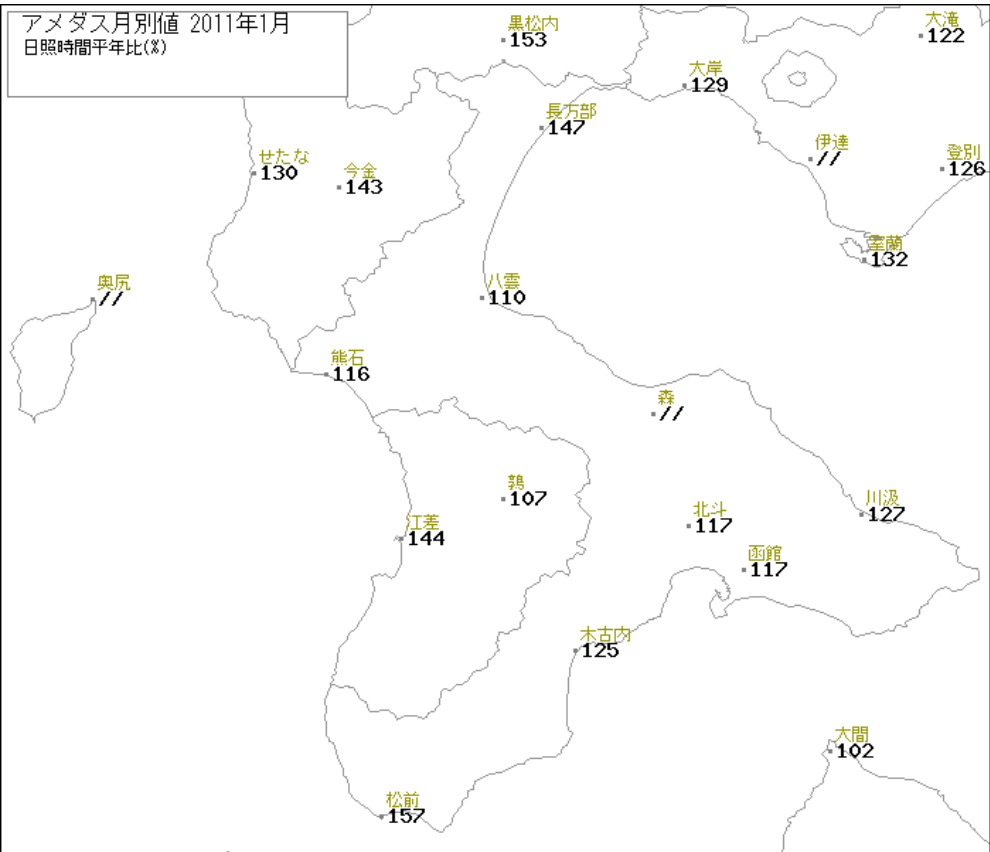 アメダス月別値 2011年1月
日照時間平年比(%)
黒松内
153
大滝
122
大岸
129
長万部
147
伊達
//
登別
126
せたな
130
今金
143
室蘭
132
奥尻
//
八雲
110
熊石
116
森
//
鶉
107
川汲
127
江差
144
北斗
117
函館
117
木古内
125
大間
102
松前
157